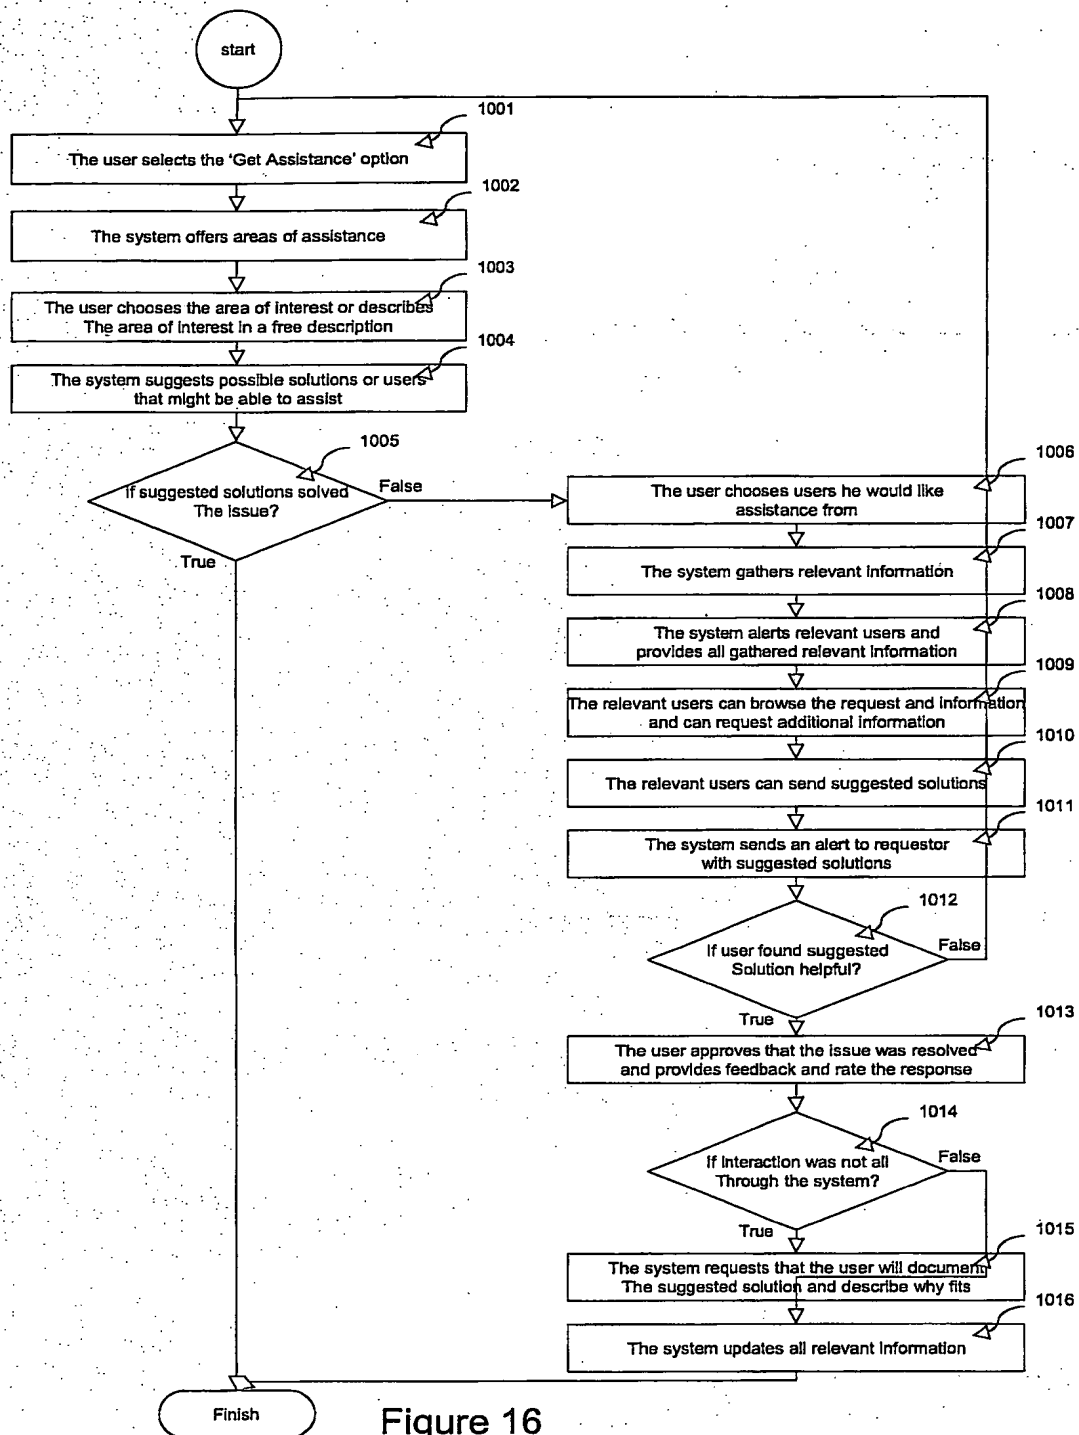 start
1001
The user selects the 'Get Assistance' option
1002
The system offers areas of assistance
1003
The user chooses the area of interest or describes
The area of interest in a free description
1004
The system suggests possible solutions or users
that might be able to assist
1005
If suggested solutions solved
The issue?
False
True
1006
The user chooses users he would like
assistance from
1007
The system gathers relevant information
1008
The system alerts relevant users and
provides all gathered relevant information
1009
The relevant users can browse the request and information
and can request additional information
1010
The relevant users can send suggested solutions
1011
The system sends an alert to requestor
with suggested solutions
1012
If user found suggested
Solution helpful?
False
True
1013
The user approves that the issue was resolved
and provides feedback and rate the response
1014
If interaction was not all
Through the system?
False
True
1015
The system requests that the user will document
The suggested solution and describe why fits
1016
The system updates all relevant information
Finish
Figure 16